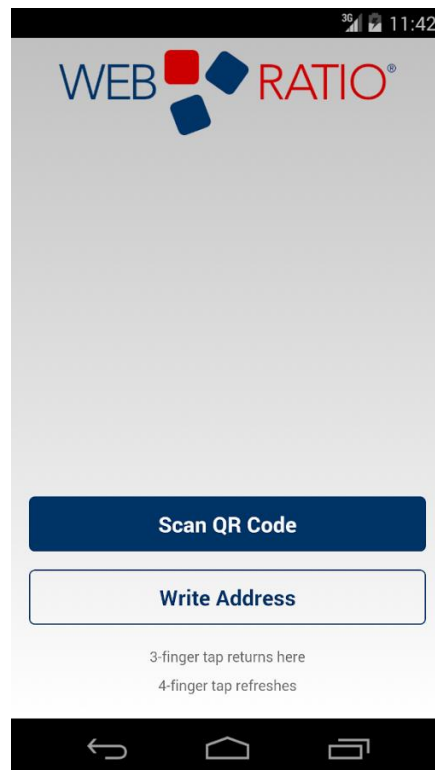 3G 11:42
WEB RATIO®
Scan QR Code
Write Address
3-finger tap returns here
4-finger tap refreshes